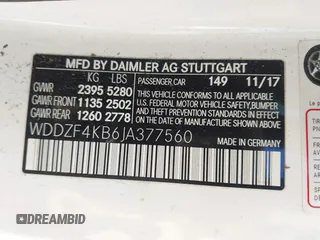 MFD BY DAIMLER AG STUTTGART
KG LBS PASSENGER CAR 149 11/17
GVWR 2395 5280
GAWR FRONT 1135 2502
GAWR REAR 1260 2778
THIS VEHICLE CONFORMS TO ALL
APPLICABLE U.S. FEDERAL MOTOR
VEHICLE SAFETY, BUMPER AND
THEFT PREVENTION STANDARDS IN
EFFECT ON THE DATE OF
MANUFACTURE SHOWN ABOVE
WDDZF4KB6JA377560
MADE IN GERMANY
DREAMBID